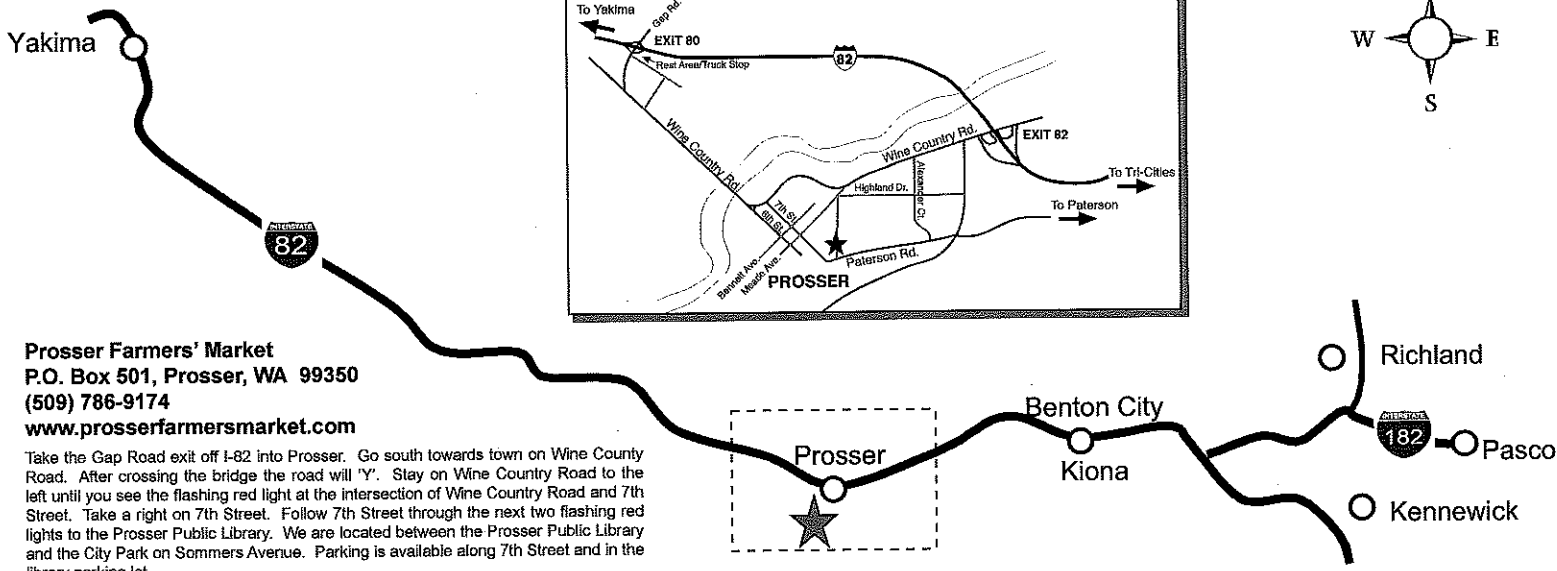 To Yakima
Gap Rd.
EXIT 80
Rest Area/Truck Stop
INTERSTATE
82
Wine Country Rd.
Wine Country Rd.
EXIT 82
Alexander Ct.
Highland Dr.
To Tri-Cities
To Paterson
7th St.
6th St.
Bennett Ave.
Meade Ave.
Paterson Rd.
PROSSER
W E
S
Yakima
INTERSTATE
82
Prosser Farmers' Market
P.O. Box 501, Prosser, WA 99350
(509) 786-9174
www.prosserfarmersmarket.com
Take the Gap Road exit off I-82 into Prosser. Go south towards town on Wine County
Road. After crossing the bridge the road will 'Y'. Stay on Wine Country Road to the
left until you see the flashing red light at the intersection of Wine Country Road and 7th
Street. Take a right on 7th Street. Follow 7th Street through the next two flashing red
lights to the Prosser Public Library. We are located between the Prosser Public Library
and the City Park on Sommers Avenue. Parking is available along 7th Street and in the
library parking lot
Prosser
Benton City
Kiona
Richland
INTERSTATE
182
Pasco
Kennewick